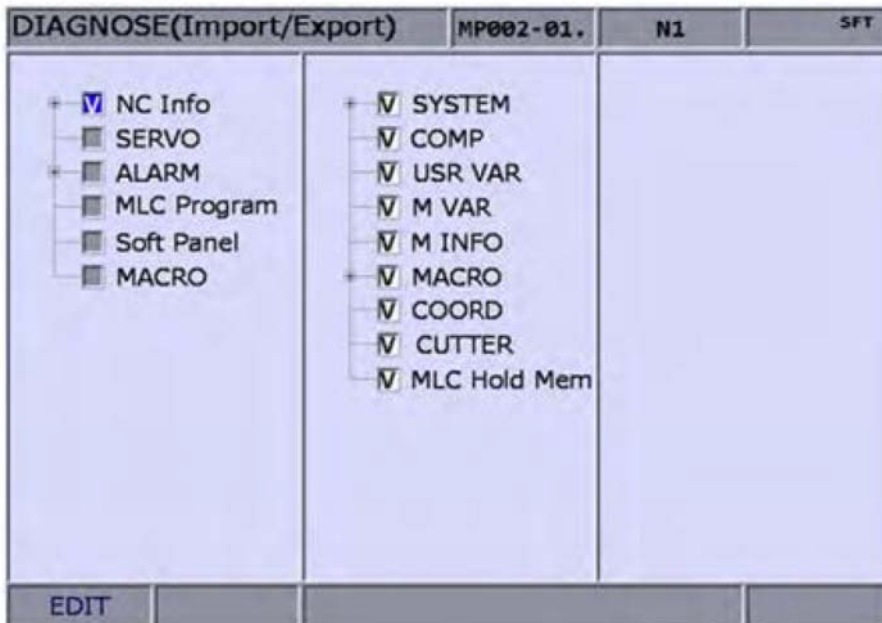 DIAGNOSE(Import/Export) MP002-01. N1 SFT
V NC Info
SERVO
ALARM
MLC Program
Soft Panel
MACRO
V SYSTEM
V COMP
V USR VAR
V M VAR
V M INFO
V MACRO
V COORD
V CUTTER
V MLC Hold Mem
EDIT